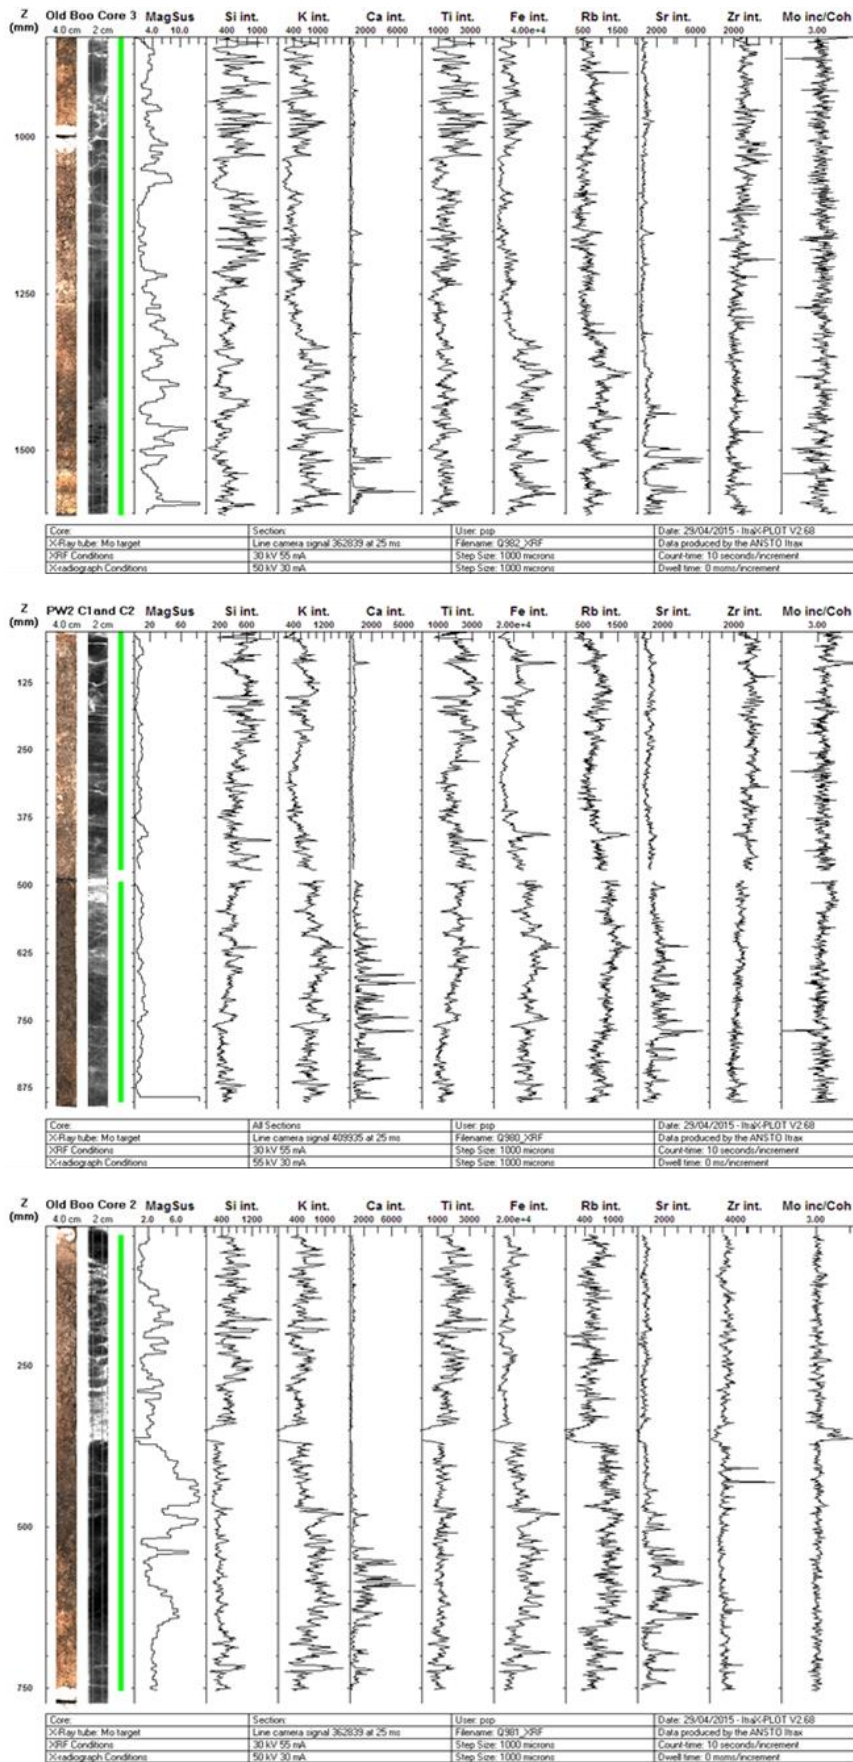 Z Old Boo Core 3 MagSus Si int. K int. Ca int. Ti int. Fe int. Rb int. Sr int. Zr int. Mo inc/Coh
(mm) 4.0 cm 2 cm 4.0 10.0 400 1000 400 1000 2000 6000 1000 3000 4.00e+4 500 1500 2000 6000 2000 3.00
1000
1250
1500
Core: Section: User: psp Date: 29/04/2015 - ItraX-PLOT V2.68
X-Ray tube: Mo target Line camera signal 362839 at 25 ms Filename: Q982_XRF Data produced by the ANSTO Itrax
XRF Conditions 30 kV 55 mA Step Size: 1000 microns Count-time: 10 seconds/increment
X-radiograph Conditions 50 kV 30 mA Step Size: 1000 microns Dwell time: 0 moms/increment
Z PW2 C1and C2 MagSus Si int. K int. Ca int. Ti int. Fe int. Rb int. Sr int. Zr int. Mo inc/Coh
(mm) 4.0 cm 2 cm 20 60 200 600 400 1200 2000 5000 1000 3000 2.00e+4 500 1500 2000 2000 3.00
125
250
375
500
625
750
875
Core: All Sections User: psp Date: 29/04/2015 - ItraX-PLOT V2.68
X-Ray tube: Mo target Line camera signal 409935 at 25 ms Filename: Q980_XRF Data produced by the ANSTO Itrax
XRF Conditions 30 kV 55 mA Step Size: 1000 microns Count-time: 10 seconds/increment
X-radiograph Conditions 55 kV 30 mA Step Size: 1000 microns Dwell time: 0 ms/increment
Z Old Boo Core 2 MagSus Si int. K int. Ca int. Ti int. Fe int. Rb int. Sr int. Zr int. Mo inc/Coh
(mm) 4.0 cm 2 cm 2.0 6.0 400 1200 400 1000 2000 6000 1000 3000 2.00e+4 400 1000 2000 4000 3.00
250
500
750
Core: Section: User: psp Date: 29/04/2015 - ItraX-PLOT V2.68
X-Ray tube: Mo target Line camera signal 362839 at 25 ms Filename: Q981_XRF Data produced by the ANSTO Itrax
XRF Conditions 30 kV 55 mA Step Size: 1000 microns Count-time: 10 seconds/increment
X-radiograph Conditions 50 kV 30 mA Step Size: 1000 microns Dwell time: 0 moms/increment